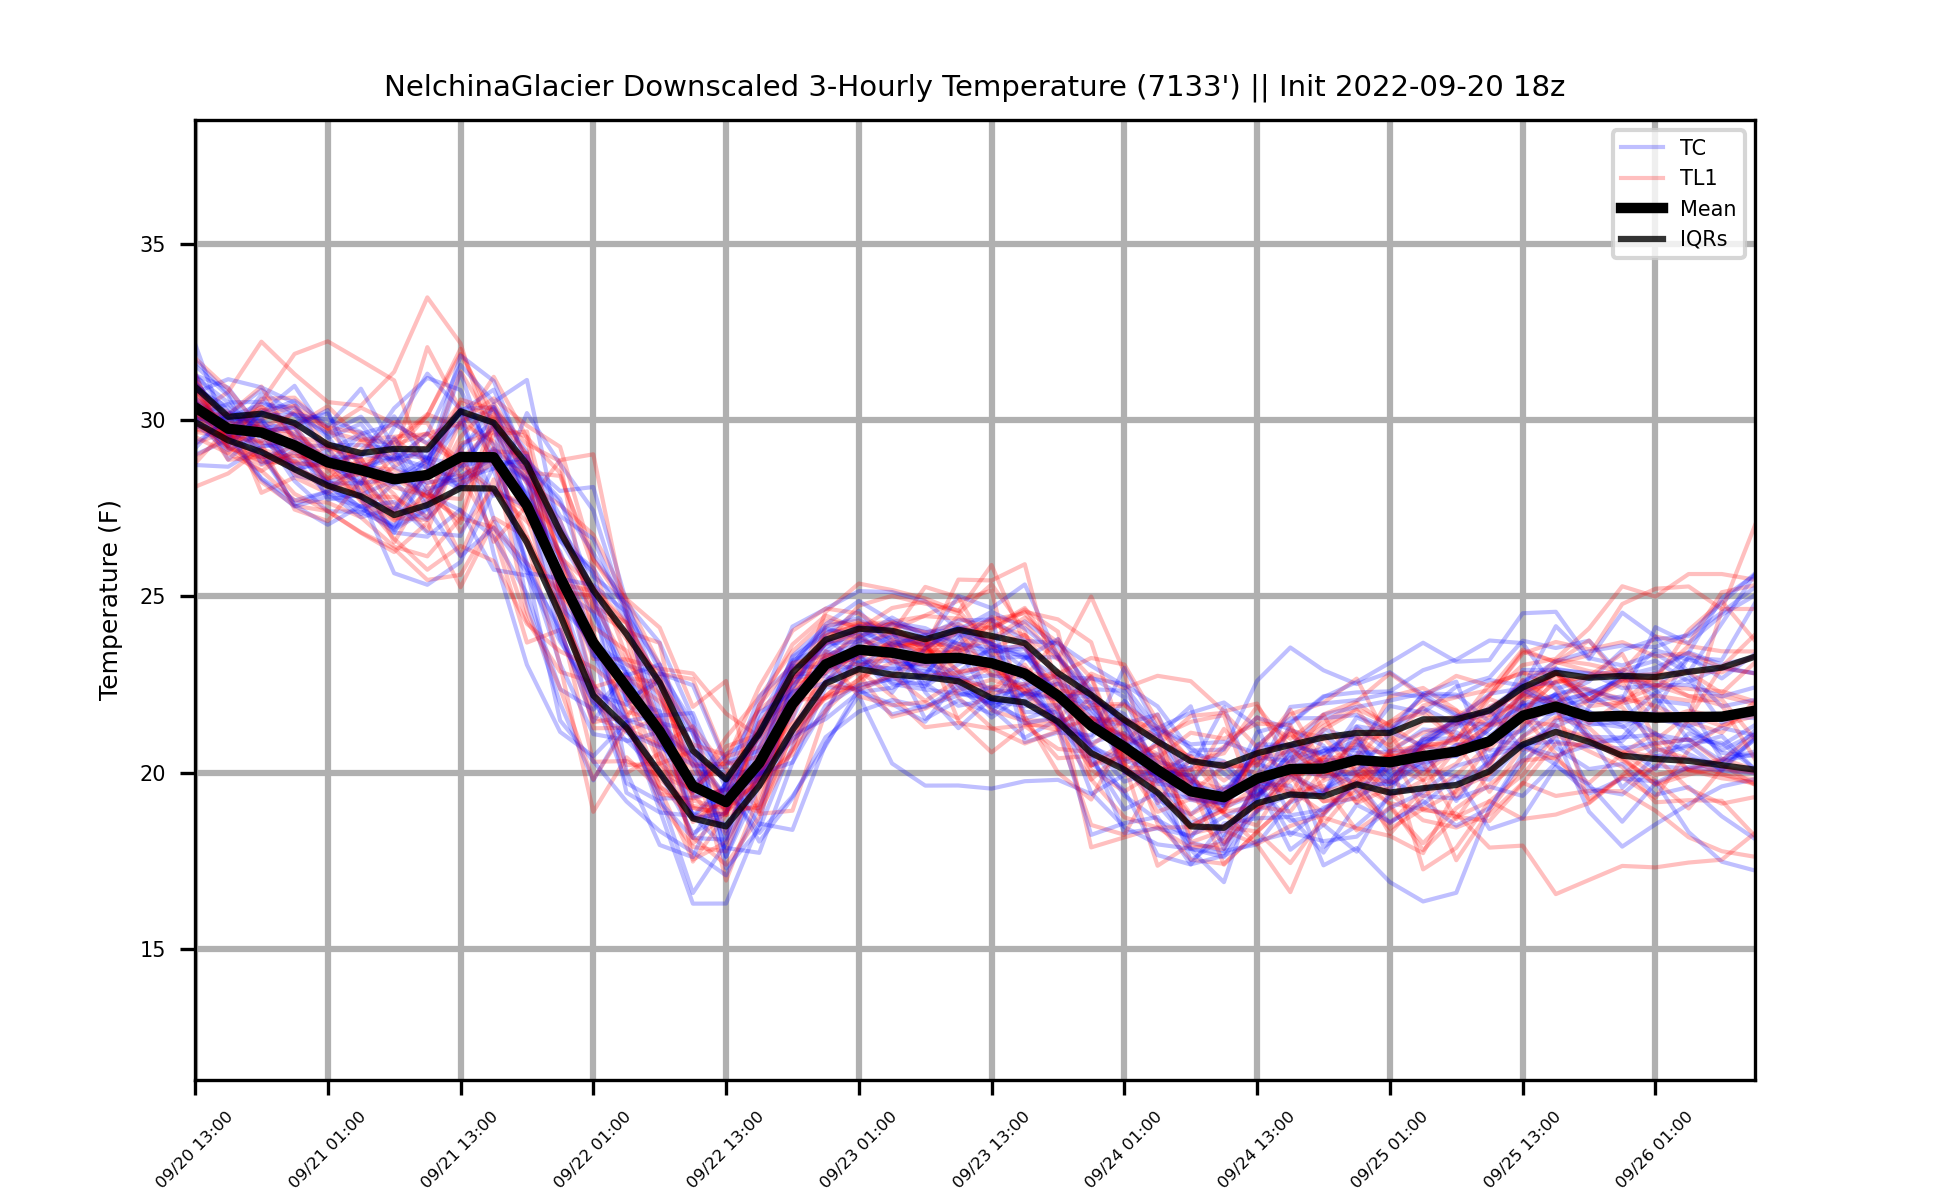 NelchinaGlacier Downscaled 3-Hourly Temperature (7133') || Init 2022-09-20 18z
TC
TL1
Mean
IQRs
Temperature (F)
35
30
25
20
15
09/20 13:00
09/21 01:00
09/21 13:00
09/22 01:00
09/22 13:00
09/23 01:00
09/23 13:00
09/24 01:00
09/24 13:00
09/25 01:00
09/25 13:00
09/26 01:00